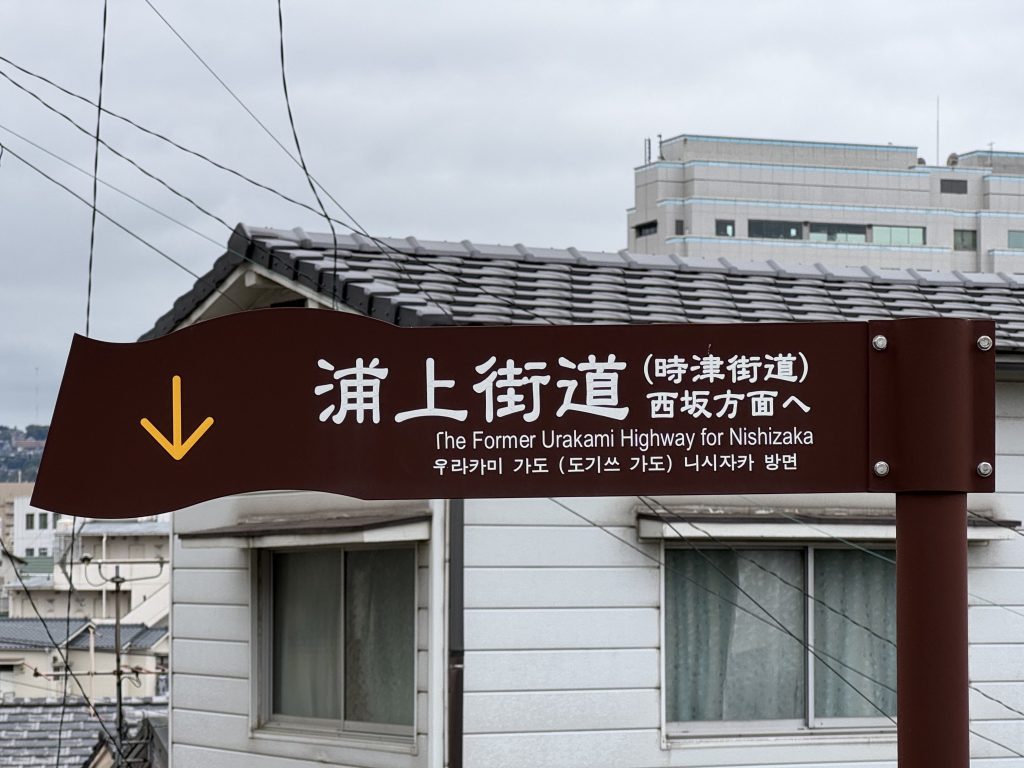 浦上街道(時津街道)
西坂方面へ
The Former Urakami Highway for Nishizaka
우라카미 가도 (도기쓰 가도) 니시자카 방면